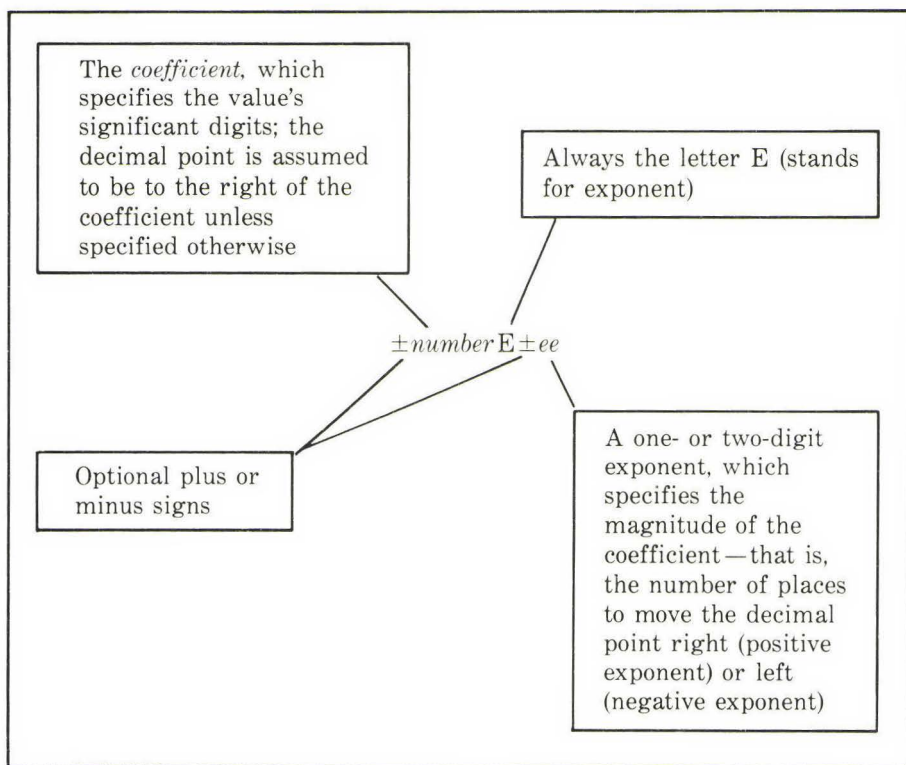 The coefficient, which
specifies the value's
significant digits; the
decimal point is assumed
to be to the right of the
coefficient unless
specified otherwise
Always the letter E (stands
for exponent)
±numberE±ee
Optional plus or
minus signs
A one- or two-digit
exponent, which
specifies the
magnitude of the
coefficient—that is,
the number of places
to move the decimal
point right (positive
exponent) or left
(negative exponent)